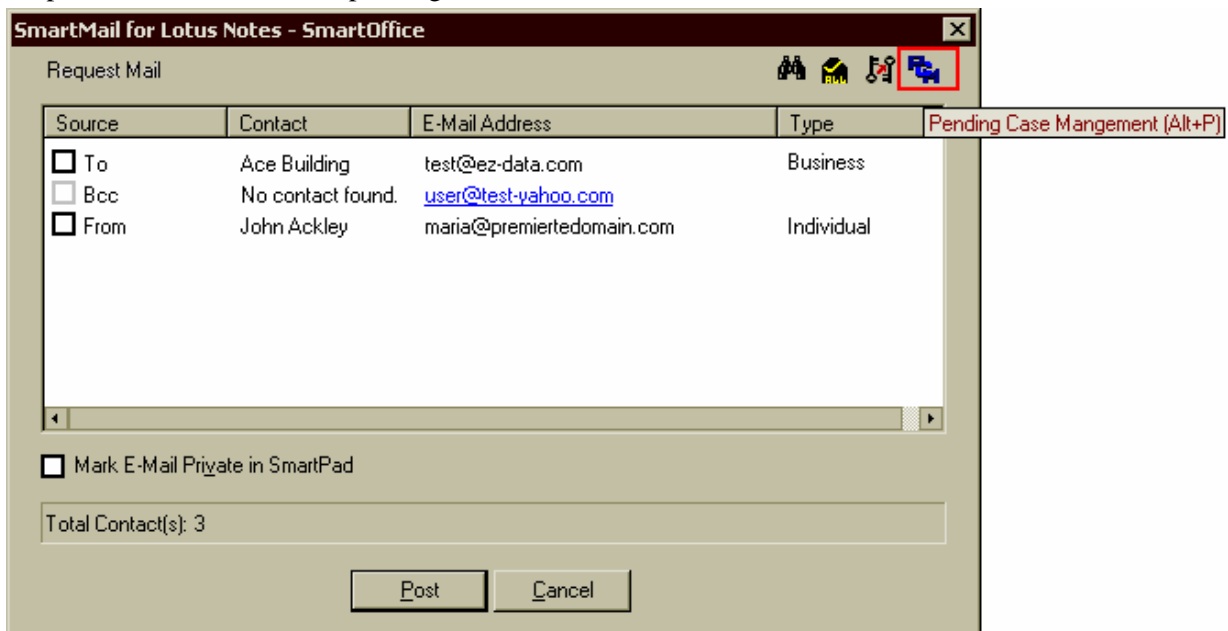 SmartMail for Lotus Notes - SmartOffice
Request Mail
Pending Case Mangement (Alt+P)
Source Contact E-Mail Address Type
To Ace Building test@ez-data.com Business
Bcc No contact found. user@test-yahoo.com
From John Ackley maria@premiertedomain.com Individual
Mark E-Mail Private in SmartPad
Total Contact(s): 3
Post Cancel